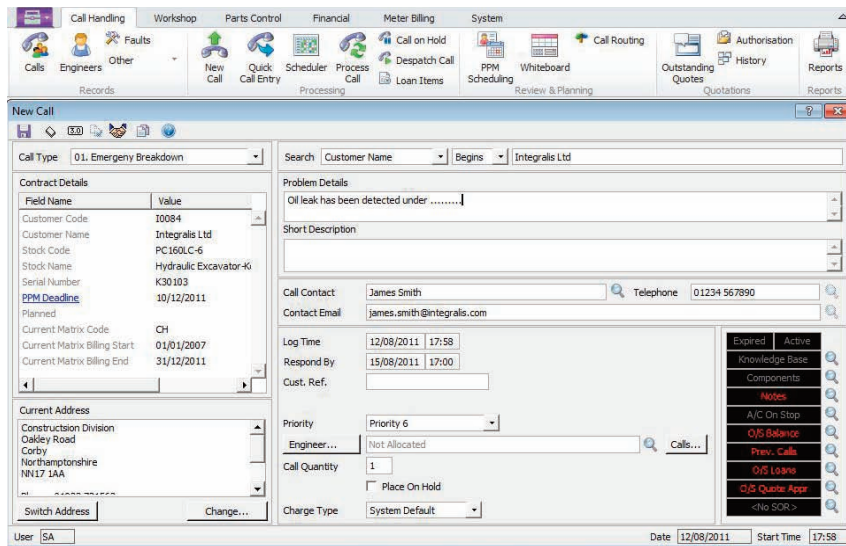 Call Handling Workshop Parts Control Financial Meter Billing System
Calls
Engineers
Faults
Other
Records
New Call
Quick Call Entry
Scheduler
Process Call
Call on Hold
Despatch Call
Loan Items
Processing
PPM Scheduling
Whiteboard
Call Routing
Review & Planning
Outstanding Quotes
Authorisation
History
Quotations
Reports
Reports
New Call
Call Type 01. Emergeny Breakdown
Search Customer Name Begins Integralis Ltd
Contract Details
Field Name Value
Customer Code I0084
Customer Name Integralis Ltd
Stock Code PC160LC-6
Stock Name Hydraulic Excavator-K
Serial Number K30103
PPM Deadline 10/12/2011
Planned
Current Matrix Code CH
Current Matrix Billing Start 01/01/2007
Current Matrix Billing End 31/12/2011
Problem Details
Oil leak has been detected under .........
Short Description
Call Contact James Smith Telephone 01234 567890
Contact Email james.smith@integralis.com
Log Time 12/08/2011 17:58
Respond By 15/08/2011 17:00
Cust. Ref.
Priority Priority 6
Engineer... Not Allocated Calls...
Call Quantity 1
Place On Hold
Charge Type System Default
Expired Active
Knowledge Base
Components
Notes
A/C On Stop
O/S Balance
Prev. Calls
O/S Loans
O/S Quote Appr
<No SOR>
Current Address
Constructsion Division
Oakley Road
Corby
Northamptonshire
NN17 1AA
Switch Address Change...
User SA Date 12/08/2011 Start Time 17:58